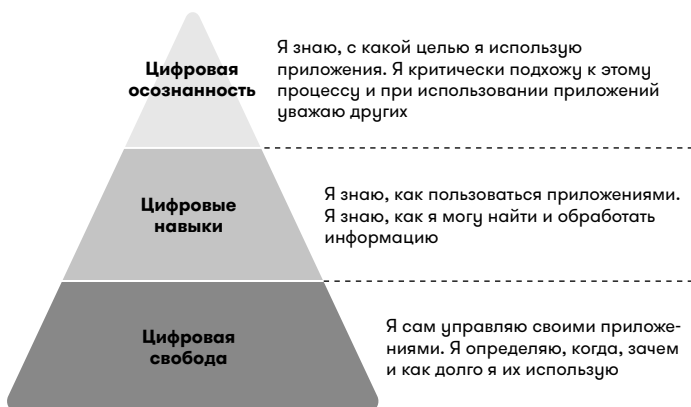 Цифровая
осознанность
Я знаю, с какой целью я использую
приложения. Я критически подхожу к этому
процессу и при использовании приложений
уважаю других
Цифровые
навыки
Я знаю, как пользоваться приложениями.
Я знаю, как я могу найти и обработать
информацию
Цифровая
свобода
Я сам управляю своими приложе-
ниями. Я определяю, когда, зачем
и как долго я их использую